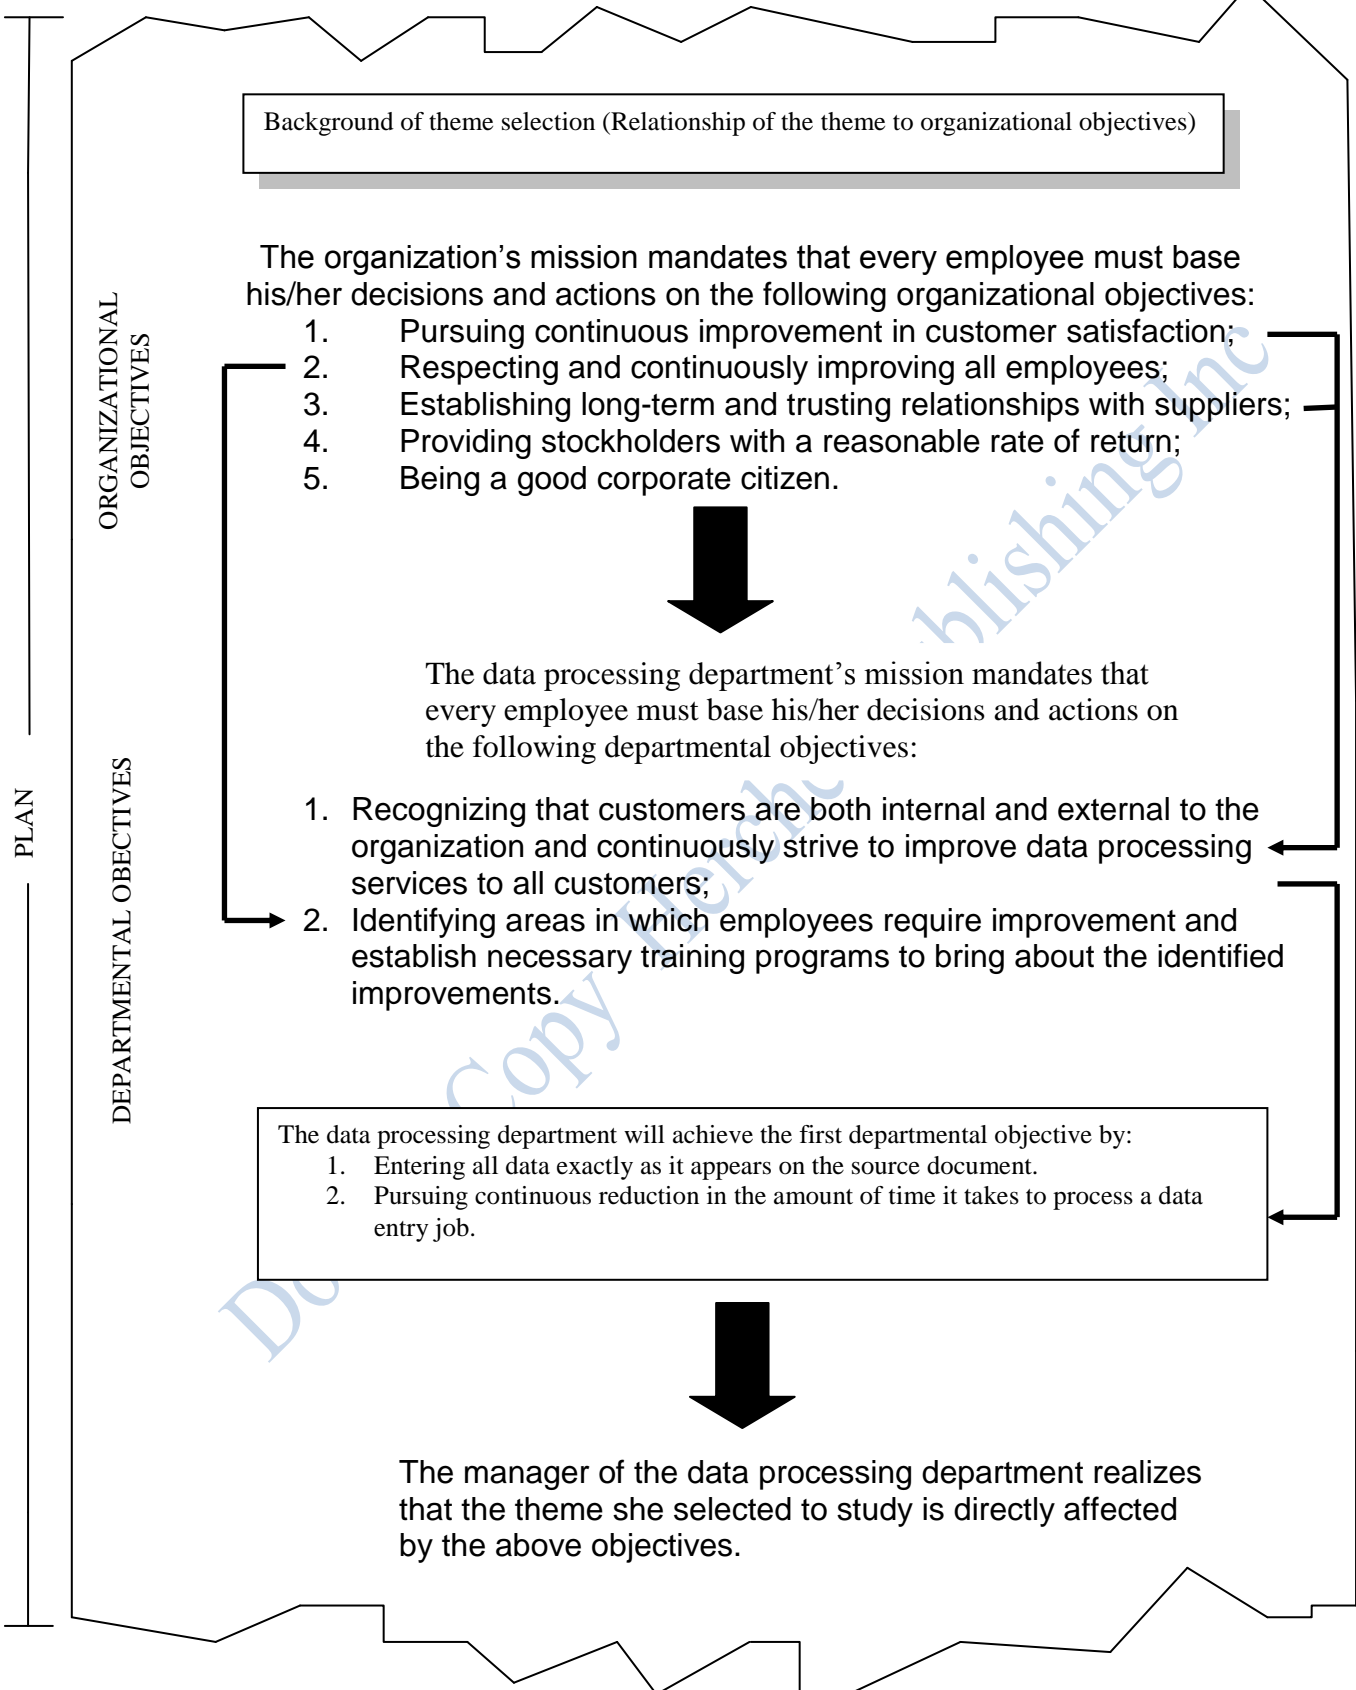 Background of theme selection (Relationship of the theme to organizational objectives)
The organization’s mission mandates that every employee must base
his/her decisions and actions on the following organizational objectives:
1. Pursuing continuous improvement in customer satisfaction;
2. Respecting and continuously improving all employees;
3. Establishing long-term and trusting relationships with suppliers;
4. Providing stockholders with a reasonable rate of return;
5. Being a good corporate citizen.
ORGANIZATIONAL
OBJECTIVES
The data processing department’s mission mandates that
every employee must base his/her decisions and actions on
the following departmental objectives:
PLAN
DEPARTMENTAL OBECTIVES
1. Recognizing that customers are both internal and external to the
organization and continuously strive to improve data processing
services to all customers;
2. Identifying areas in which employees require improvement and
establish necessary training programs to bring about the identified
improvements.
The data processing department will achieve the first departmental objective by:
1. Entering all data exactly as it appears on the source document.
2. Pursuing continuous reduction in the amount of time it takes to process a data
entry job.
The manager of the data processing department realizes
that the theme she selected to study is directly affected
by the above objectives.
Copy Inc